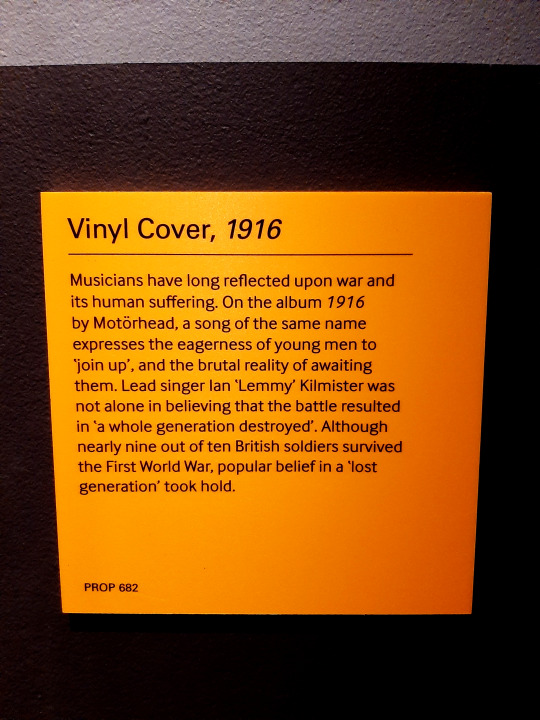 Vinyl Cover, 1916
Musicians have long reflected upon war and
its human suffering. On the album 1916
by Motörhead, a song of the same name
expresses the eagerness of young men to
‘join up’, and the brutal reality of awaiting
them. Lead singer Ian ‘Lemmy’ Kilmister was
not alone in believing that the battle resulted
in ‘a whole generation destroyed’. Although
nearly nine out of ten British soldiers survived
the First World War, popular belief in a ‘lost
generation’ took hold.
PROP 682